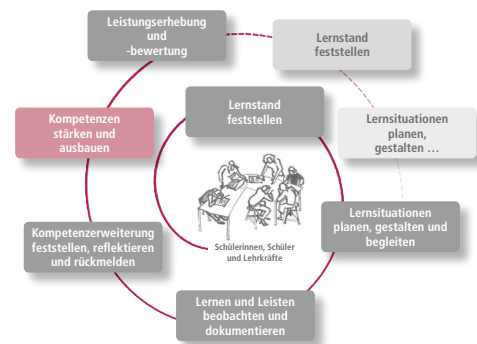 Leistungserhebung
und
-bewertung
Lernstand
feststellen
Kompetenzen
stärken und
ausbauen
Lernstand
feststellen
Lernsituationen
planen,
gestalten ...
Schülerinnen, Schüler
und Lehrkräfte
Kompetenzerweiterung
feststellen, reflektieren
und rückmelden
Lernsituationen
planen, gestalten und
begleiten
Lernen und Leisten
beobachten und
dokumentieren